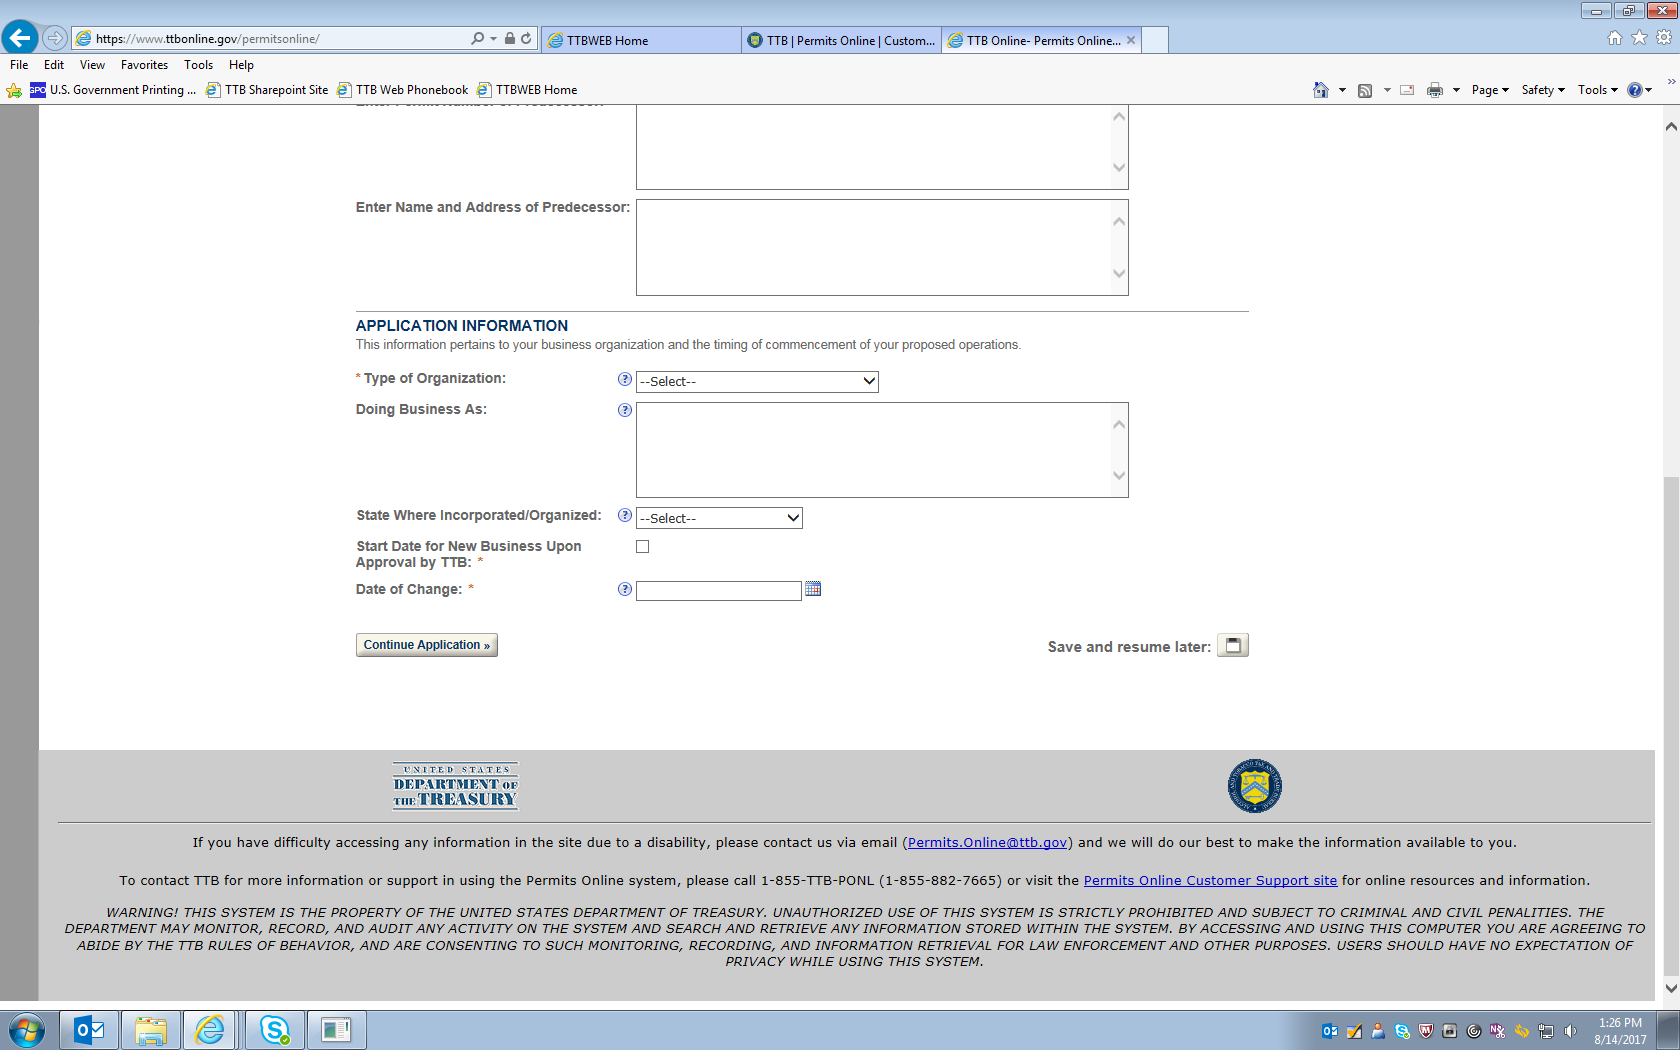 https://www.ttbonline.gov/permitsonline/
TTBWEB Home
TTB | Permits Online | Custom...
TTB Online- Permits Online...
File Edit View Favorites Tools Help
GPO U.S. Government Printing ... TTB Sharepoint Site TTB Web Phonebook TTBWEB Home
Page Safety Tools
Enter Permit Number of Predecessor:
Enter Name and Address of Predecessor:
APPLICATION INFORMATION
This information pertains to your business organization and the timing of commencement of your proposed operations.
* Type of Organization: --Select--
Doing Business As:
State Where Incorporated/Organized: --Select--
Start Date for New Business Upon
Approval by TTB: *
Date of Change: *
Continue Application »
Save and resume later:
UNITED STATES
DEPARTMENT OF
THE TREASURY
If you have difficulty accessing any information in the site due to a disability, please contact us via email (Permits.Online@ttb.gov) and we will do our best to make the information available to you.
To contact TTB for more information or support in using the Permits Online system, please call 1-855-TTB-PONL (1-855-882-7665) or visit the Permits Online Customer Support site for online resources and information.
WARNING! THIS SYSTEM IS THE PROPERTY OF THE UNITED STATES DEPARTMENT OF TREASURY. UNAUTHORIZED USE OF THIS SYSTEM IS STRICTLY PROHIBITED AND SUBJECT TO CRIMINAL AND CIVIL PENALITIES. THE
DEPARTMENT MAY MONITOR, RECORD, AND AUDIT ANY ACTIVITY ON THE SYSTEM AND SEARCH AND RETRIEVE ANY INFORMATION STORED WITHIN THE SYSTEM. BY ACCESSING AND USING THIS COMPUTER YOU ARE AGREEING TO
ABIDE BY THE TTB RULES OF BEHAVIOR, AND ARE CONSENTING TO SUCH MONITORING, RECORDING, AND INFORMATION RETRIEVAL FOR LAW ENFORCEMENT AND OTHER PURPOSES. USERS SHOULD HAVE NO EXPECTATION OF
PRIVACY WHILE USING THIS SYSTEM.
1:26 PM
8/14/2017